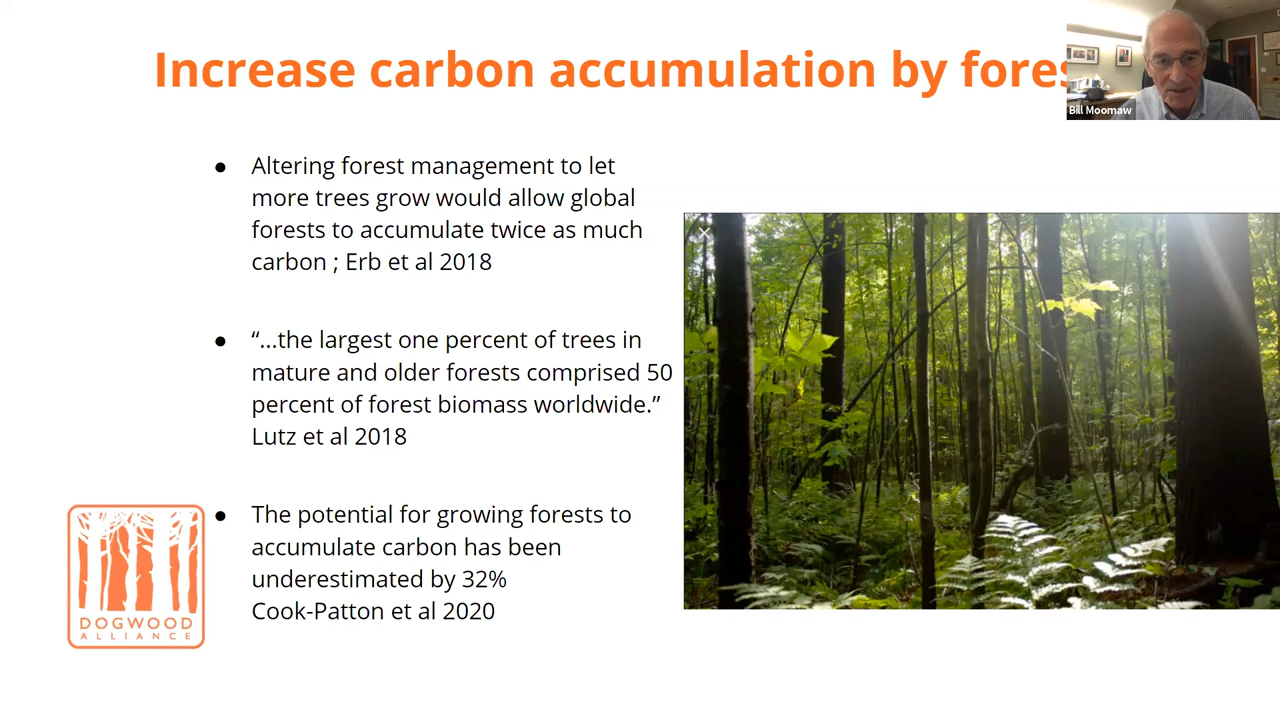 Increase carbon accumulation by fores
Bill Moomaw
● Altering forest management to let
more trees grow would allow global
forests to accumulate twice as much
carbon ; Erb et al 2018
● “...the largest one percent of trees in
mature and older forests comprised 50
percent of forest biomass worldwide.”
Lutz et al 2018
● The potential for growing forests to
accumulate carbon has been
underestimated by 32%
Cook-Patton et al 2020
DOGWOOD
ALLIANCE